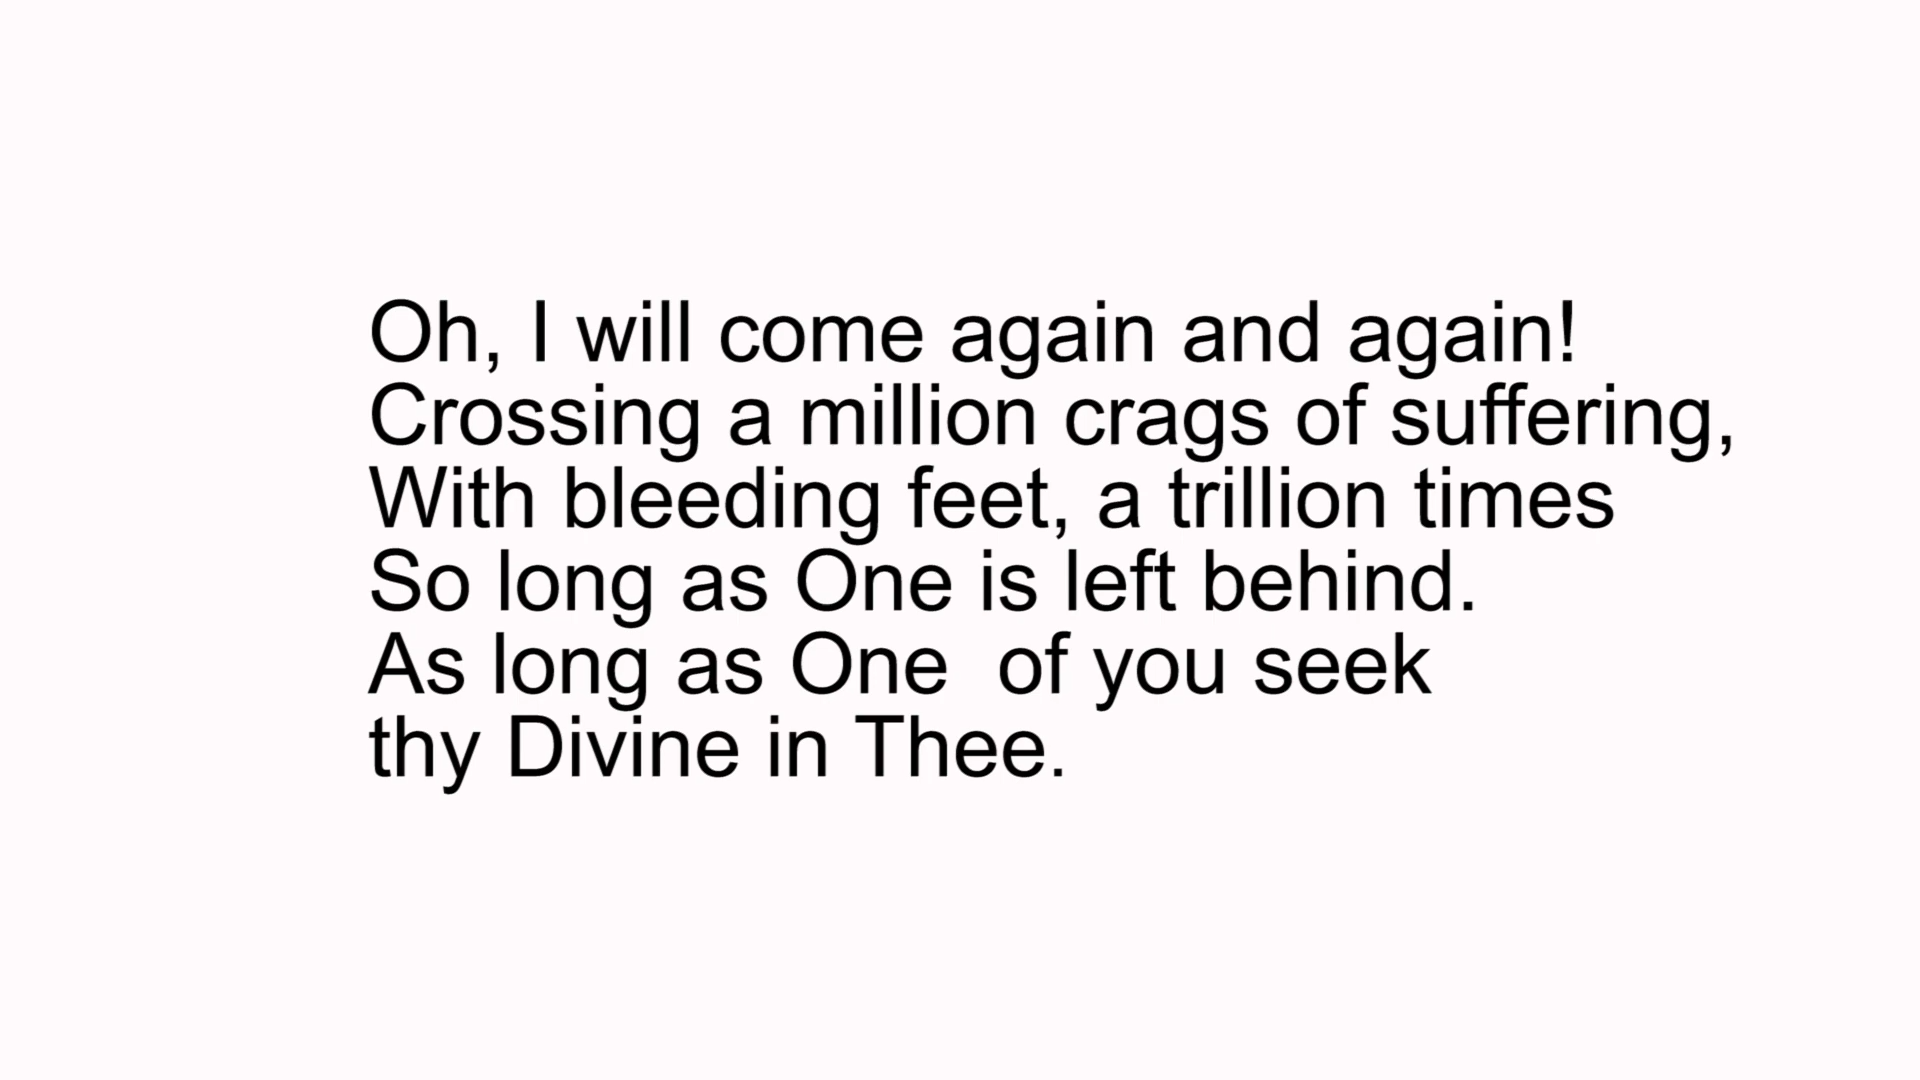 Oh, I will come again and again!
Crossing a million crags of suffering,
With bleeding feet, a trillion times
So long as One is left behind.
As long as One  of you seek
thy Divine in Thee.